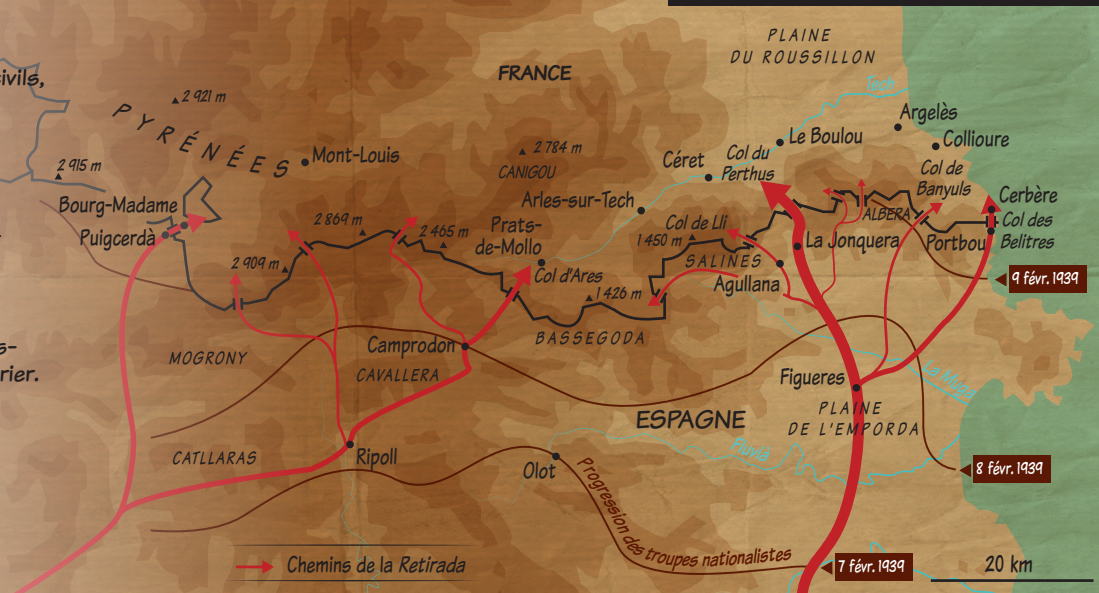 PLAINE
DU ROUSSILLON
ivils,
FRANCE
2 921 m
Tech
PYRÉNÉES
Argelès
Le Boulou
Collioure
Mont-Louis
2 784 m
CANIGOU
Céret
Col du
Perthus
2 915 m
Col de
Banyuls
Bourg-Madame
Arles-sur-Tech
Cerbère
2 869 m
2 465 m
Prats-
de-Mollo
Col de Lli
ALBERA
Col des
Belitres
Puigcerdà
1 450 m
La Jonquera
Portbou
2 909 m
SALINES
Col d'Ares
Agullana
9 févr. 1939
1 426 m
BASSEGODA
s-
rier.
MOGRONY
Camprodon
CAVALLERA
Figueres
La Muga
ESPAGNE
PLAINE
DE L'EMPORDA
CATLLARAS
Ripoll
Fluvià
Olot
8 févr. 1939
Progression des troupes nationalistes
Chemins de la Retirada
7 févr. 1939
20 km